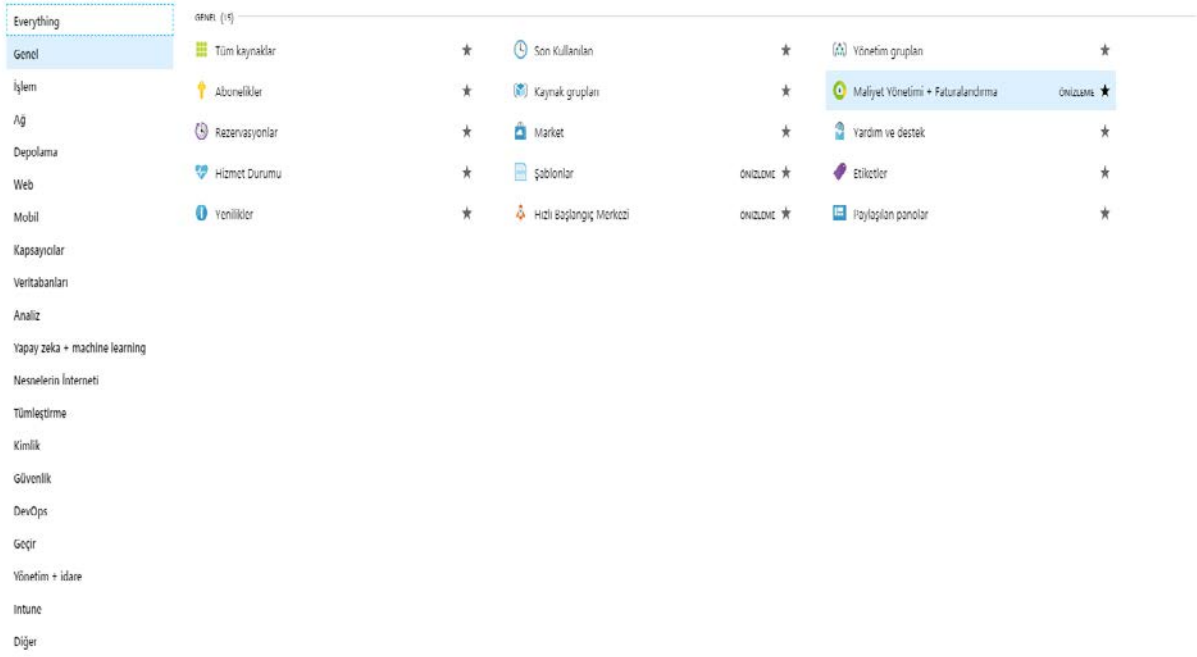 Everything
Genel
İşlem
Ağ
Depolama
Web
Mobil
Kapsayıcılar
Veritabanları
Analiz
Yapay zeka + machine learning
Nesnelerin İnterneti
Tümleştirme
Kimlik
Güvenlik
DevOps
Geçir
Yönetim + idare
Intune
Diğer
GENEL (15)
Tüm kaynaklar
Son Kullanılan
Yönetim grupları
Abonelikler
Kaynak grupları
Maliyet Yönetimi + Faturalandırma ÖNİZLEME
Rezervasyonlar
Market
Yardım ve destek
Hizmet Durumu
Şablonlar ÖNİZLEME
Etiketler
Yenilikler
Hızlı Başlangıç Merkezi ÖNİZLEME
Paylaşılan panolar